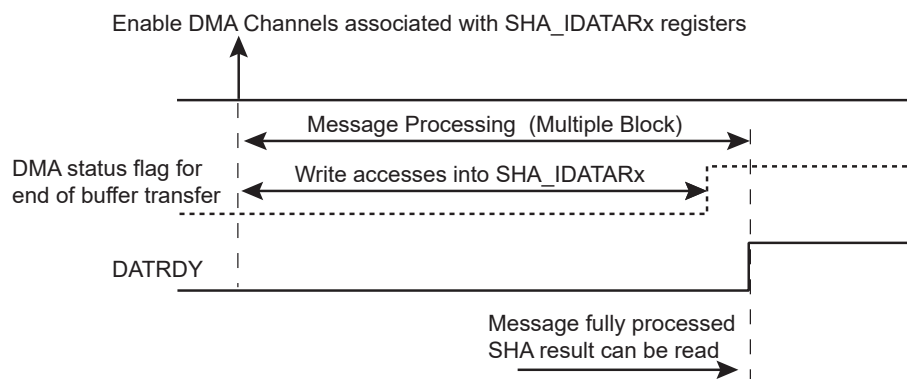 Enable DMA Channels associated with SHA_IDATARx registers
Message Processing (Multiple Block)
DMA status flag for
end of buffer transfer
Write accesses into SHA_IDATARx
DATRDY
Message fully processed
SHA result can be read